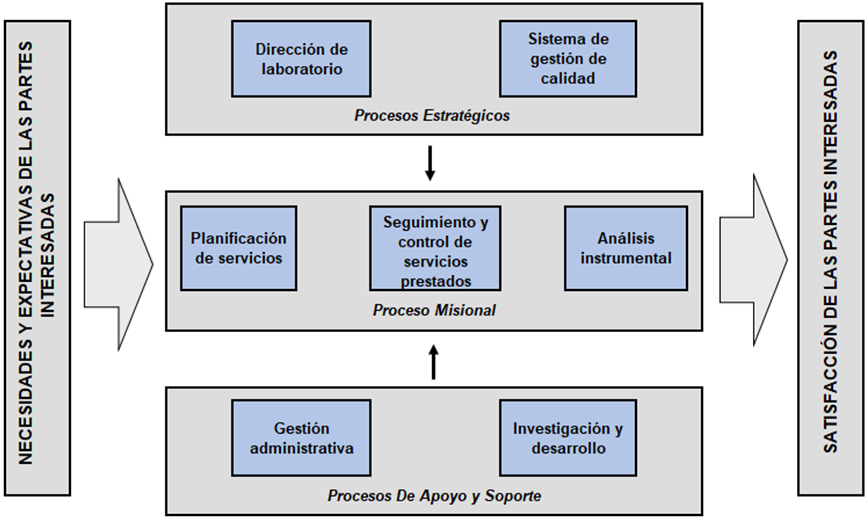 NECESIDADES Y EXPECTATIVAS DE LAS PARTES
INTERESADAS
Dirección de
laboratorio
Sistema de
gestión de
calidad
Procesos Estratégicos
Planificación
de servicios
Seguimiento y
control de
servicios
prestados
Análisis
instrumental
Proceso Misional
Gestión
administrativa
Investigación y
desarrollo
Procesos De Apoyo y Soporte
SATISFACCIÓN DE LAS PARTES INTERESADAS